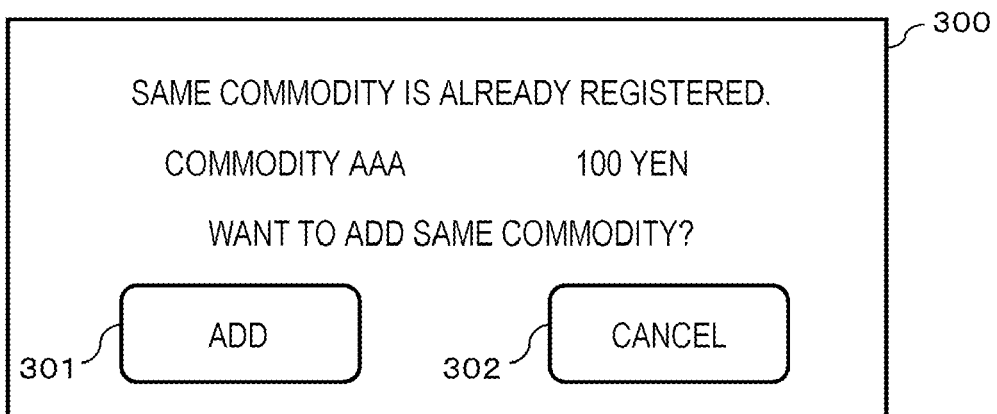 300
SAME COMMODITY IS ALREADY REGISTERED.
COMMODITY AAA 100 YEN
WANT TO ADD SAME COMMODITY?
ADD CANCEL
301 302